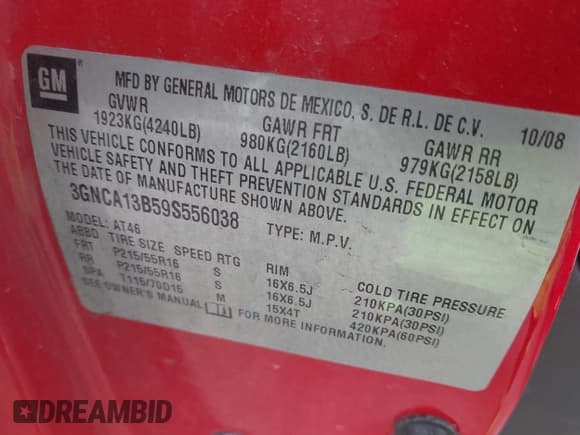 GM ®
MFD BY GENERAL MOTORS DE MEXICO, S. DE R.L. DE C.V. 10/08
GVWR GAWR FRT GAWR RR
1923KG(4240LB) 980KG(2160LB) 979KG(2158LB)
THIS VEHICLE CONFORMS TO ALL APPLICABLE U.S. FEDERAL MOTOR
VEHICLE SAFETY AND THEFT PREVENTION STANDARDS IN EFFECT ON
THE DATE OF MANUFACTURE SHOWN ABOVE.
3GNCA13B59S556038 TYPE: M.P.V.
AT46
ABBD TIRE SIZE SPEED RTG RIM COLD TIRE PRESSURE
FRT P215/55R16 S 16X6.5J 210KPA(30PSI)
RR P215/55R16 S 16X6.5J 210KPA(30PSI)
SPA T115/70D15 M 15X4T 420KPA(60PSI)
SEE OWNER'S MANUAL FOR MORE INFORMATION.
DREAMBID